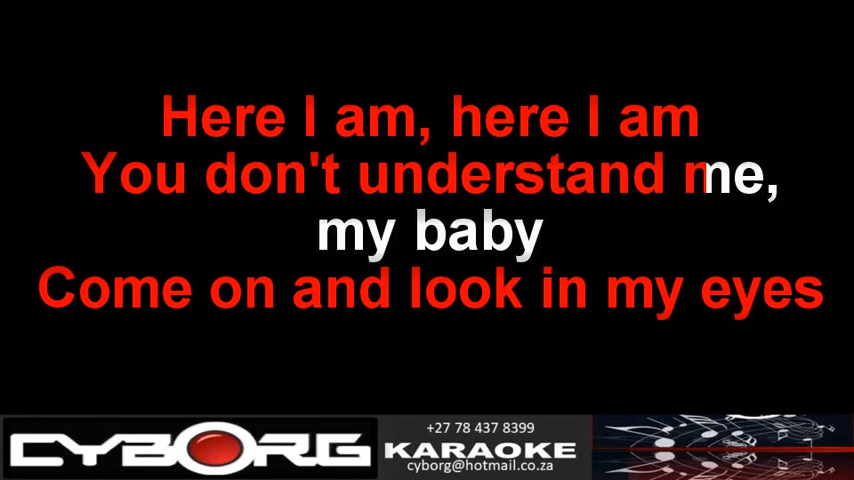 Here I am, here I am
You don't understand me,
my baby
Come on and look in my eyes
CYBORG
+27 78 437 8399
KARAOKE
cyborg@hotmail.co.za